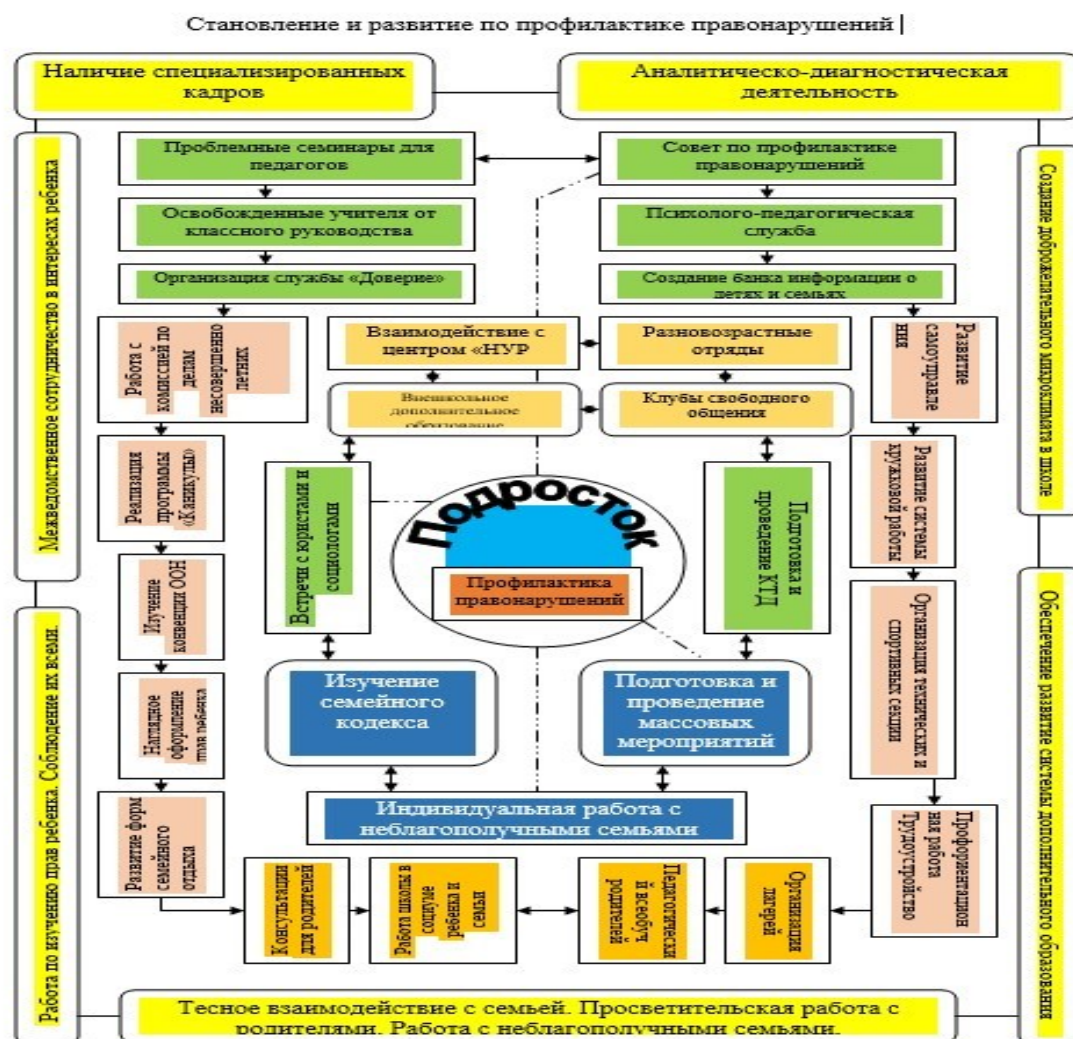 Становление и развитие по профилактике правонарушений
Наличие специализированных
кадров
Аналитическо-диагностическая
деятельность
Межведомственное сотрудничество в интересах ребенка
Проблемные семинары для
педагогов
Совет по профилактике
правонарушений
Создание доброжелательного микроклимата в школе
Освобожденные учителя от
классного руководства
Психолого-педагогическая
служба
Организация службы «Доверие»
Создание банка информации о
детях и семьях
Работа с
комиссией по
делам
несовершенно
летних
Взаимодействие с
центром «НУР
Разновозрастные
отряды
Развитие
самоуправле
ния
Внешкольное
дополнительное
образование
Клубы свободного
общения
Реализация
программы
«Каникулы»
Встречи с юристами и
социологами
Подросток
Профилактика
правонарушений
Подготовка и
проведение КТД
Развитие системы
кружковой работы
Изучение
конвенции ООН
Организация технических и
спортивных секции
Работа по изучению прав ребенка. Соблюдение их всеми.
Обеспечение развитие системы дополнительного образования
Наглядное
оформление
прав ребенка
Изучение
семейного
кодекса
Подготовка и
проведение
массовых
мероприятий
Развитие форм
семейного
отдыха
Индивидуальная работа с
неблагополучными семьями
Профориентацион
ная работа
Трудоустройство
Консультации
для родителей
Работа школы в
социуме
ребенка и
семьи
Педагогически
й всеобуч
родителей
Организация
лагерей
Тесное взаимодействие с семьей. Просветительская работа с
родителями. Работа с неблагополучными семьями.